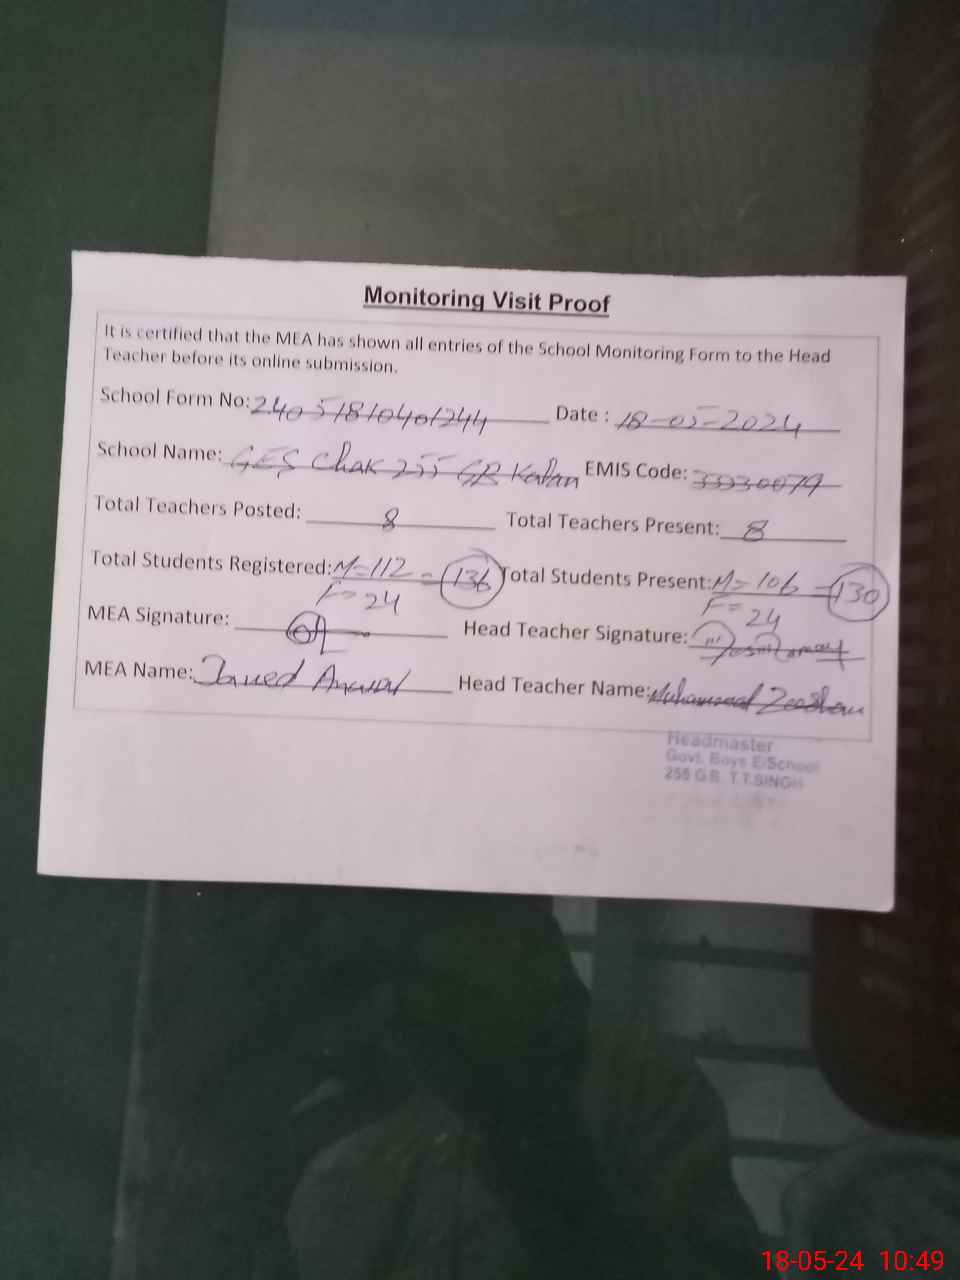 Monitoring Visit Proof
It is certified that the MEA has shown all entries of the School Monitoring Form to the Head
Teacher before its online submission.
School Form No: 24051810401244 Date : 18-05-2024
School Name: GES Chak 255 GB Kalan EMIS Code: 33330079
Total Teachers Posted: 8 Total Teachers Present: 8
Total Students Registered: M=112 = 136 Total Students Present: M=106 = 130
F=24 F=24
MEA Signature: Head Teacher Signature:
MEA Name: Javed Anwar Head Teacher Name: Muhammad Zeeshan
Headmaster
Govt. Boys E/School
255 G.B. T.T.SINGH
18-05-24 10:49